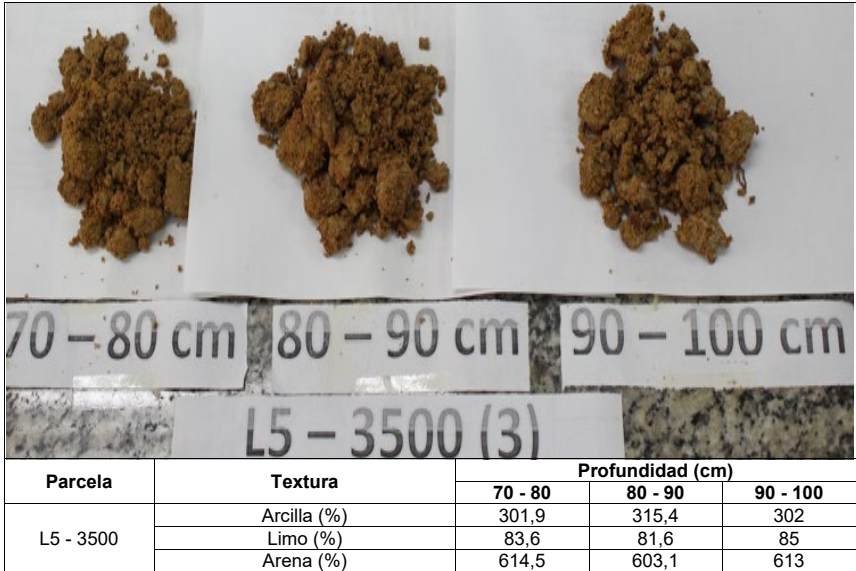 70 – 80 cm
80 – 90 cm
90 – 100 cm
L5 – 3500 (3)
Parcela Textura Profundidad (cm)
70 - 80 80 - 90 90 - 100
L5 - 3500
Arcilla (%) 301,9 315,4 302
Limo (%) 83,6 81,6 85
Arena (%) 614,5 603,1 613